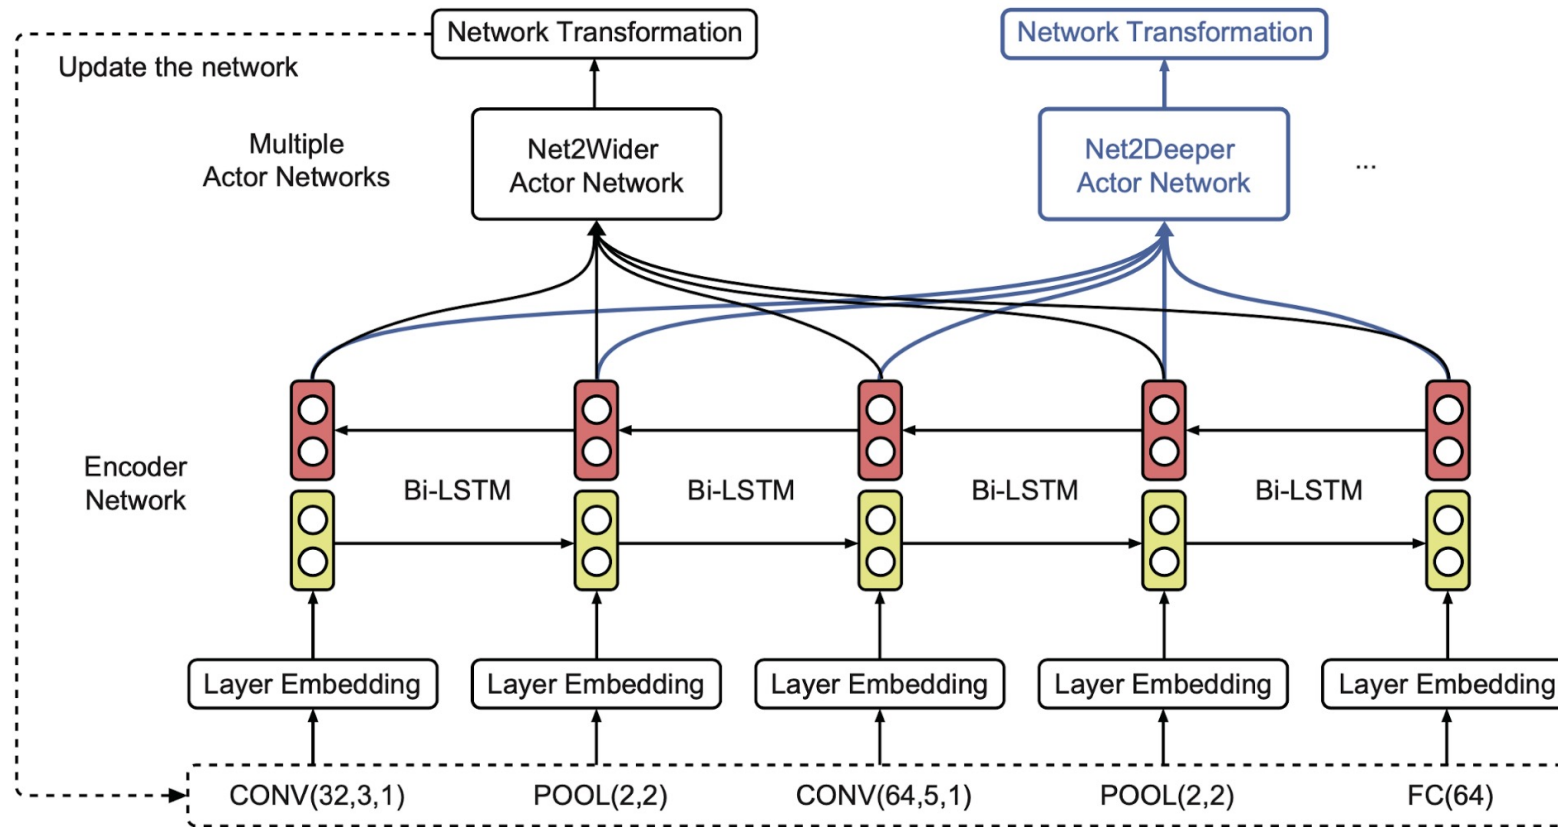 Network Transformation
Network Transformation
Update the network
Multiple
Actor Networks
Net2Wider
Actor Network
Net2Deeper
Actor Network
...
Encoder
Network
Bi-LSTM
Bi-LSTM
Bi-LSTM
Bi-LSTM
Layer Embedding
Layer Embedding
Layer Embedding
Layer Embedding
Layer Embedding
CONV(32,3,1)
POOL(2,2)
CONV(64,5,1)
POOL(2,2)
FC(64)